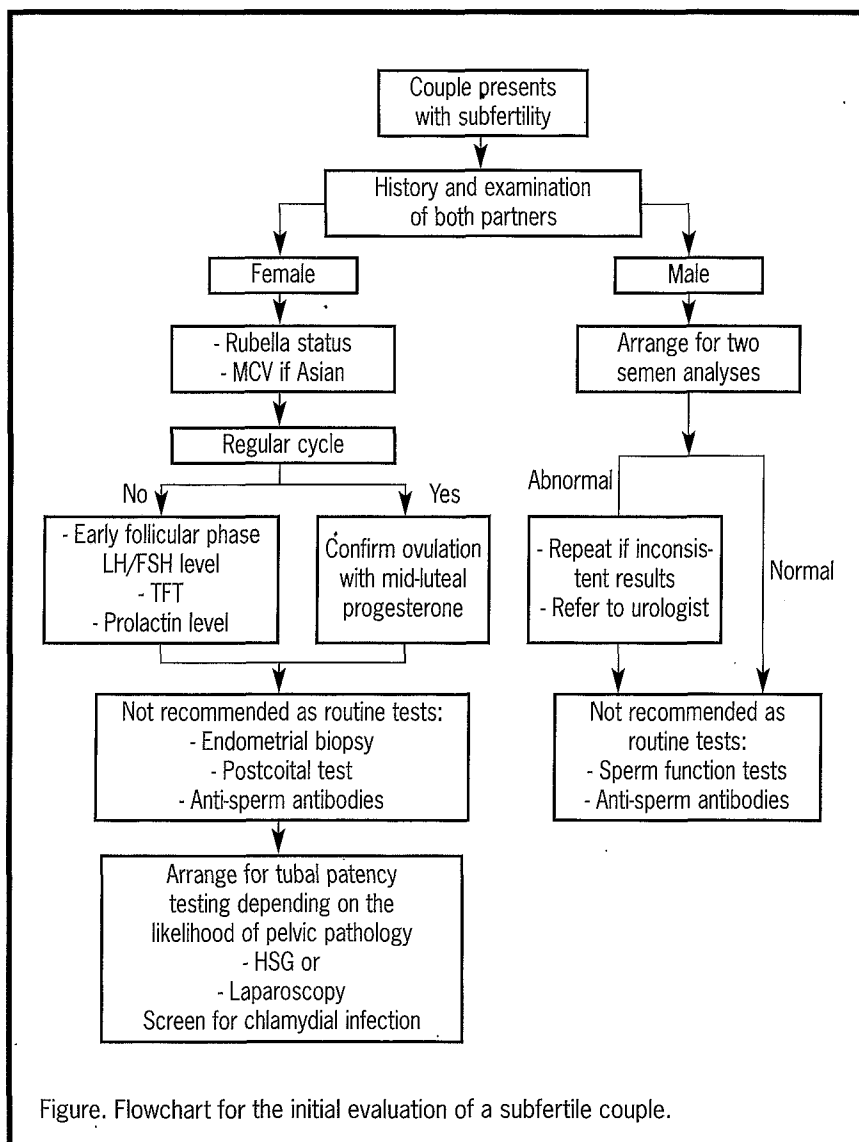 Couple presents
with subfertility
History and examination
of both partners
Female
Male
- Rubella status
- MCV if Asian
Arrange for two
semen analyses
Regular cycle
No
Yes
Abnormal
Normal
- Early follicular phase
LH/FSH level
- TFT
- Prolactin level
Confirm ovulation
with mid-luteal
progesterone
- Repeat if inconsis-
tent results
- Refer to urologist
Not recommended as routine tests:
- Endometrial biopsy
- Postcoital test
- Anti-sperm antibodies
Not recommended as
routine tests:
- Sperm function tests
- Anti-sperm antibodies
Arrange for tubal patency
testing depending on the
likelihood of pelvic pathology
- HSG or
- Laparoscopy
Screen for chlamydial infection
Figure. Flowchart for the initial evaluation of a subfertile couple.